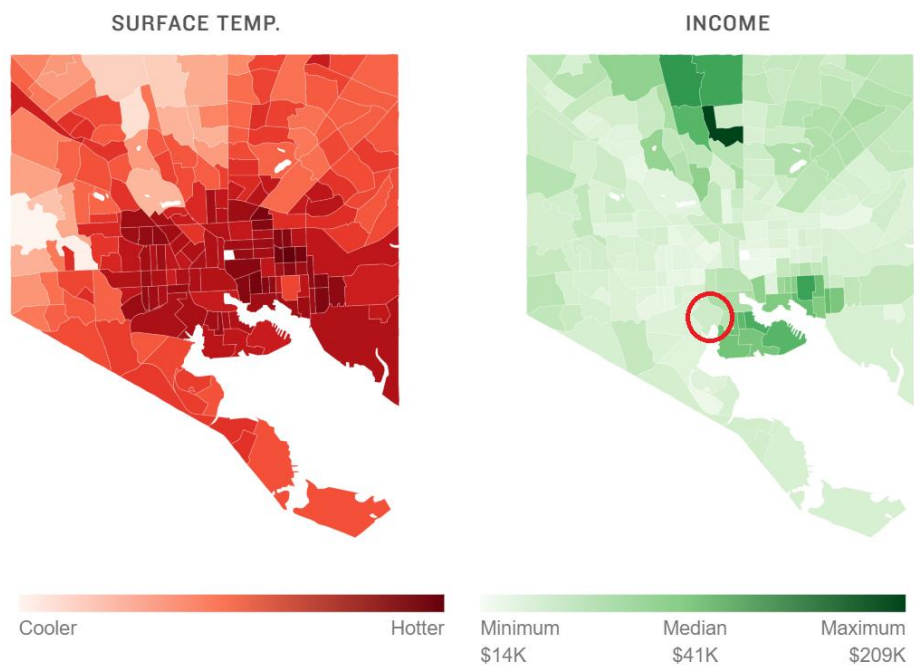 SURFACE TEMP.
INCOME
Cooler
Hotter
Minimum
$14K
Median
$41K
Maximum
$209K